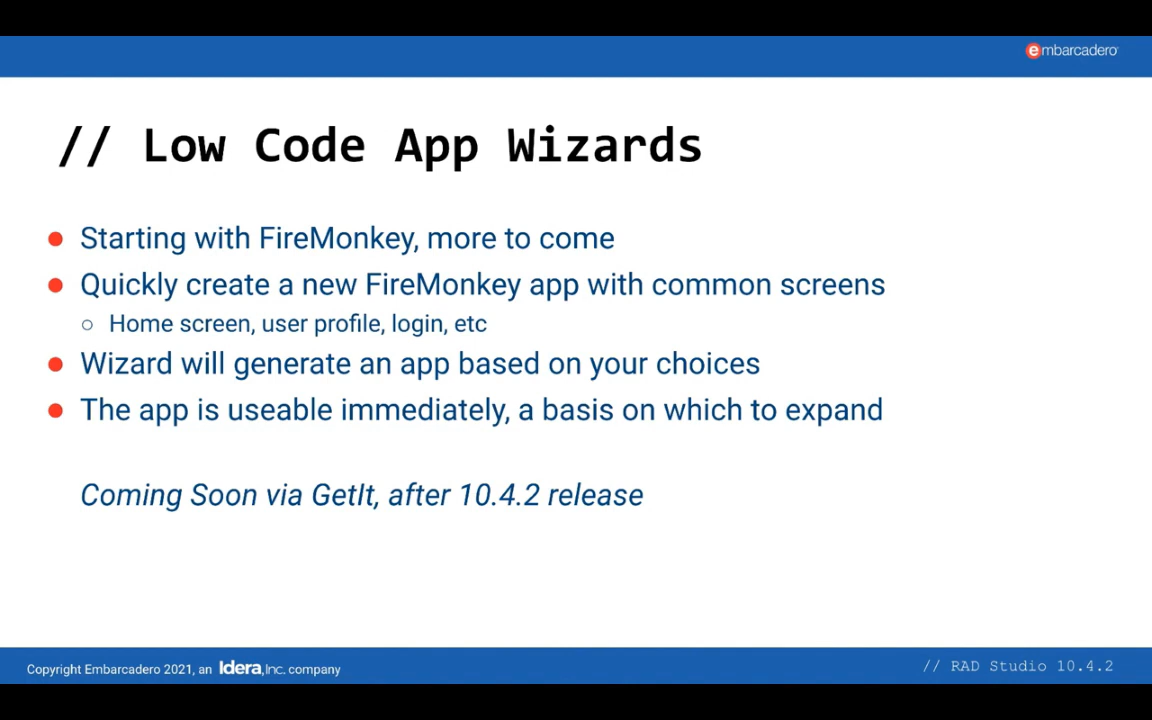 embarcadero
// Low Code App Wizards
Starting with FireMonkey, more to come
Quickly create a new FireMonkey app with common screens
Home screen, user profile, login, etc
Wizard will generate an app based on your choices
The app is useable immediately, a basis on which to expand
Coming Soon via GetIt, after 10.4.2 release
Copyright Embarcadero 2021, an Idera, Inc. company
// RAD Studio 10.4.2